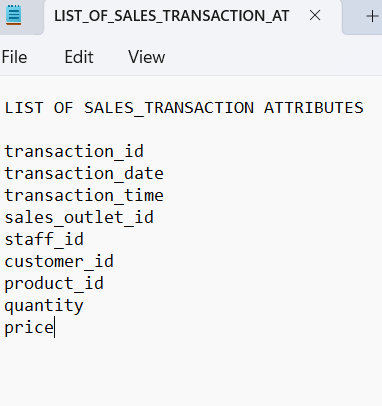 LIST_OF_SALES_TRANSACTION_AT
File Edit View
LIST OF SALES_TRANSACTION ATTRIBUTES
transaction_id
transaction_date
transaction_time
sales_outlet_id
staff_id
customer_id
product_id
quantity
price